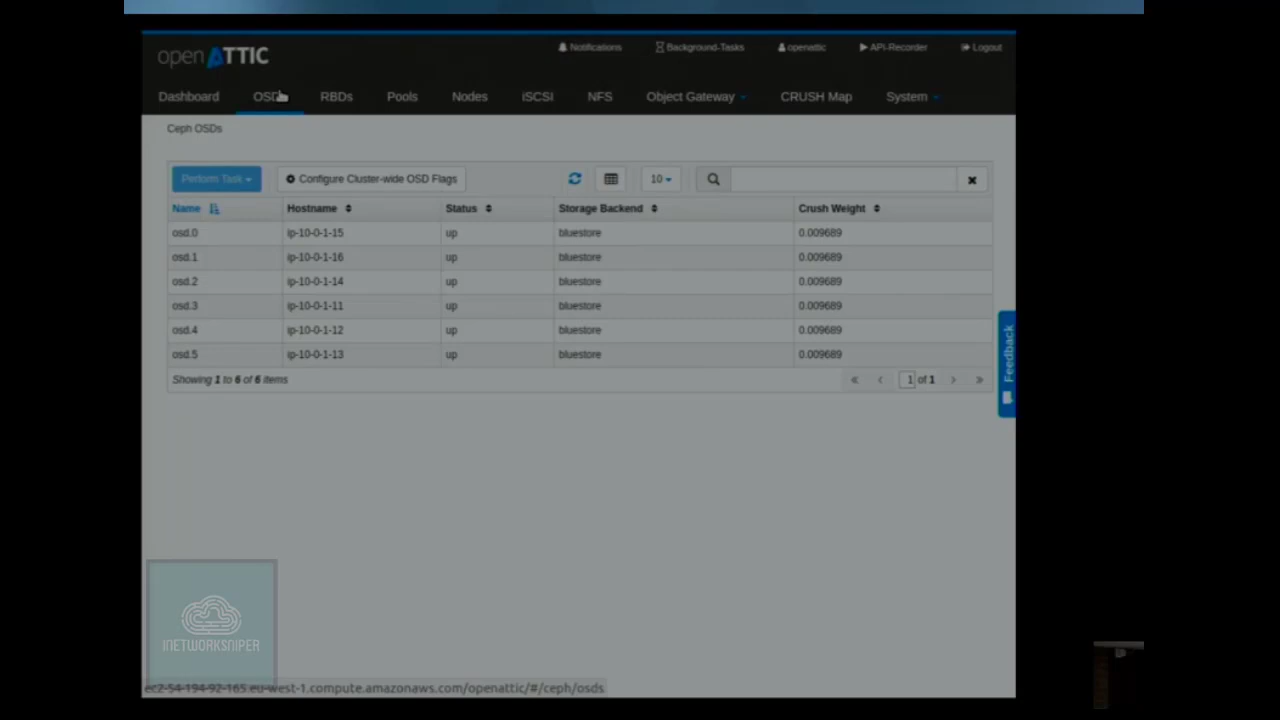 openATTIC
Notifications Background-Tasks openattic API-Recorder Logout
Dashboard OSDs RBDs Pools Nodes iSCSI NFS Object Gateway CRUSH Map System
Ceph OSDs
Perform Task Configure Cluster-wide OSD Flags 10
Name Hostname Status Storage Backend Crush Weight
osd.0 ip-10-0-1-15 up bluestore 0.009689
osd.1 ip-10-0-1-16 up bluestore 0.009689
osd.2 ip-10-0-1-14 up bluestore 0.009689
osd.3 ip-10-0-1-11 up bluestore 0.009689
osd.4 ip-10-0-1-12 up bluestore 0.009689
osd.5 ip-10-0-1-13 up bluestore 0.009689
Showing 1 to 6 of 6 items « ‹ 1 of 1 › »
Feedback
INETWORKSNIPER
ec2-54-194-92-165.eu-west-1.compute.amazonaws.com/openattic/#/ceph/osds